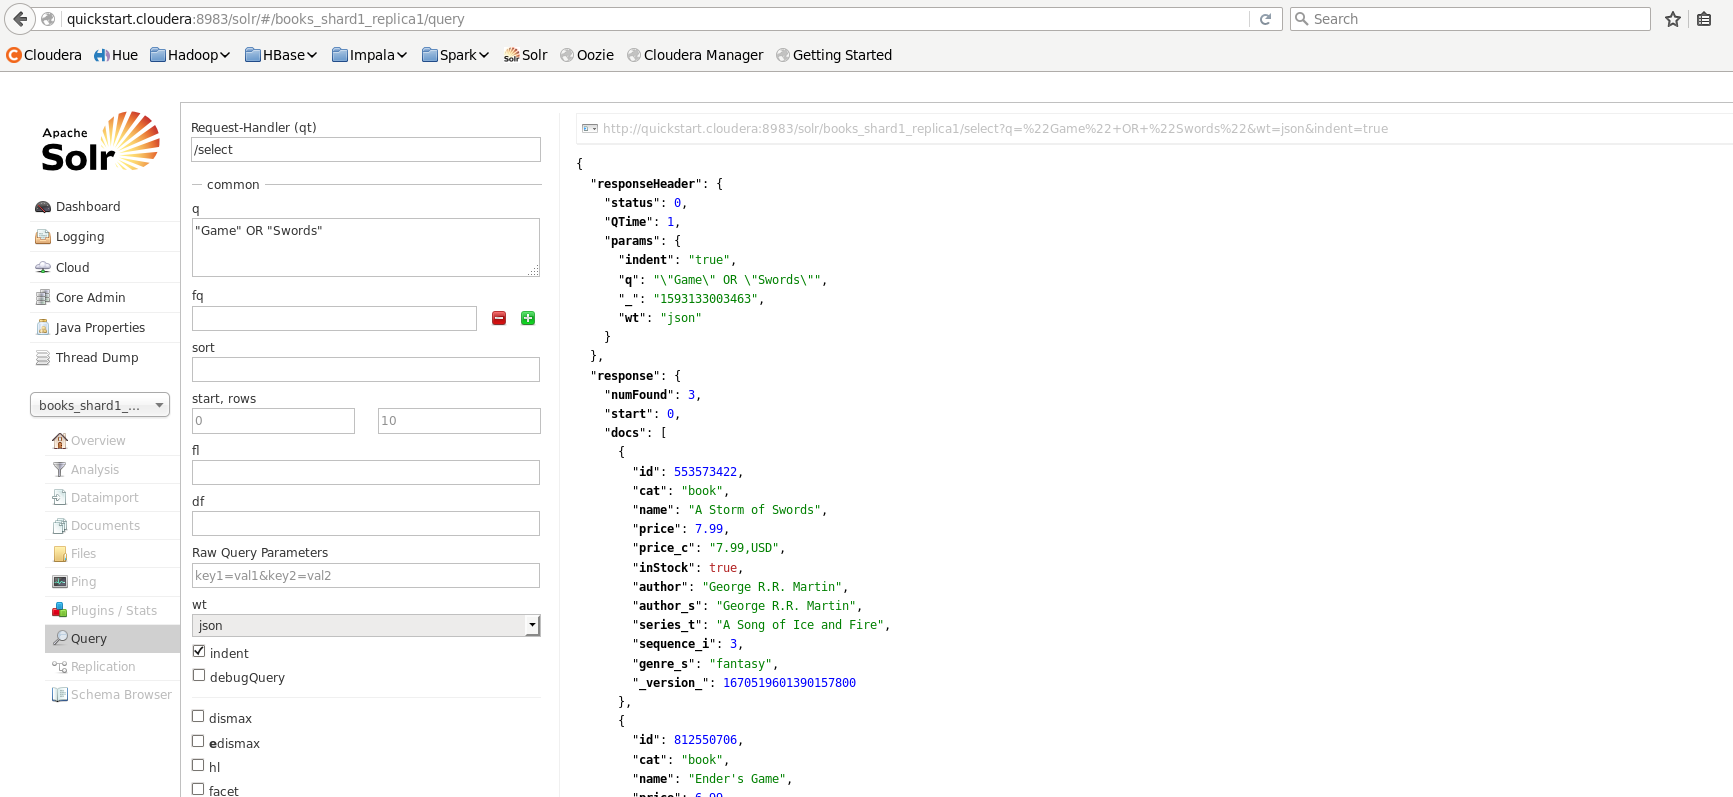 quickstart.cloudera:8983/solr/#/books_shard1_replica1/query
Search
Cloudera Hue Hadoop HBase Impala Spark Solr Oozie Cloudera Manager Getting Started
Apache
Solr
Dashboard
Logging
Cloud
Core Admin
Java Properties
Thread Dump
books_shard1_...
Overview
Analysis
Dataimport
Documents
Files
Ping
Plugins / Stats
Query
Replication
Schema Browser
Request-Handler (qt)
/select
common
q
"Game" OR "Swords"
fq
sort
start, rows
0
10
fl
df
Raw Query Parameters
key1=val1&key2=val2
wt
json
indent
debugQuery
dismax
edismax
hl
facet
http://quickstart.cloudera:8983/solr/books_shard1_replica1/select?q=%22Game%22+OR+%22Swords%22&wt=json&indent=true
{
"responseHeader": {
"status": 0,
"QTime": 1,
"params": {
"indent": "true",
"q": "\"Game\" OR \"Swords\"",
"_": "1593133003463",
"wt": "json"
}
},
"response": {
"numFound": 3,
"start": 0,
"docs": [
{
"id": 553573422,
"cat": "book",
"name": "A Storm of Swords",
"price": 7.99,
"price_c": "7.99,USD",
"inStock": true,
"author": "George R.R. Martin",
"author_s": "George R.R. Martin",
"series_t": "A Song of Ice and Fire",
"sequence_i": 3,
"genre_s": "fantasy",
"_version_": 1670519601390157800
},
{
"id": 812550706,
"cat": "book",
"name": "Ender's Game",
"price": 6.99,